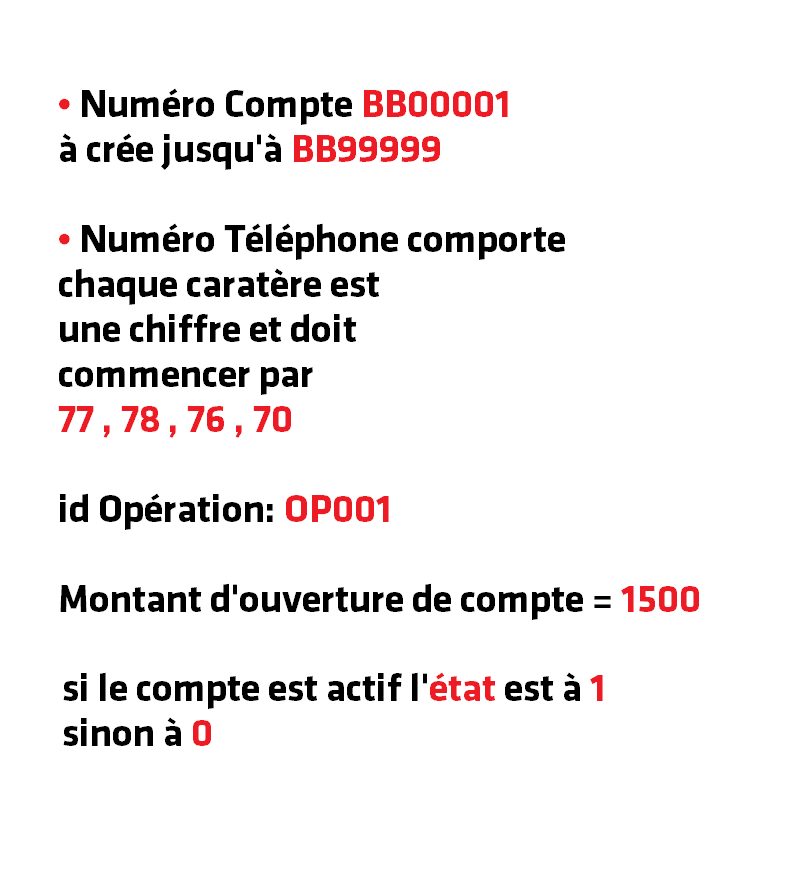 • Numéro Compte BB00001
à crée jusqu'à BB99999
• Numéro Téléphone comporte
chaque caratère est
une chiffre et doit
commencer par
77 , 78 , 76 , 70
id Opération: OP001
Montant d'ouverture de compte = 1500
si le compte est actif l'état est à 1
sinon à 0